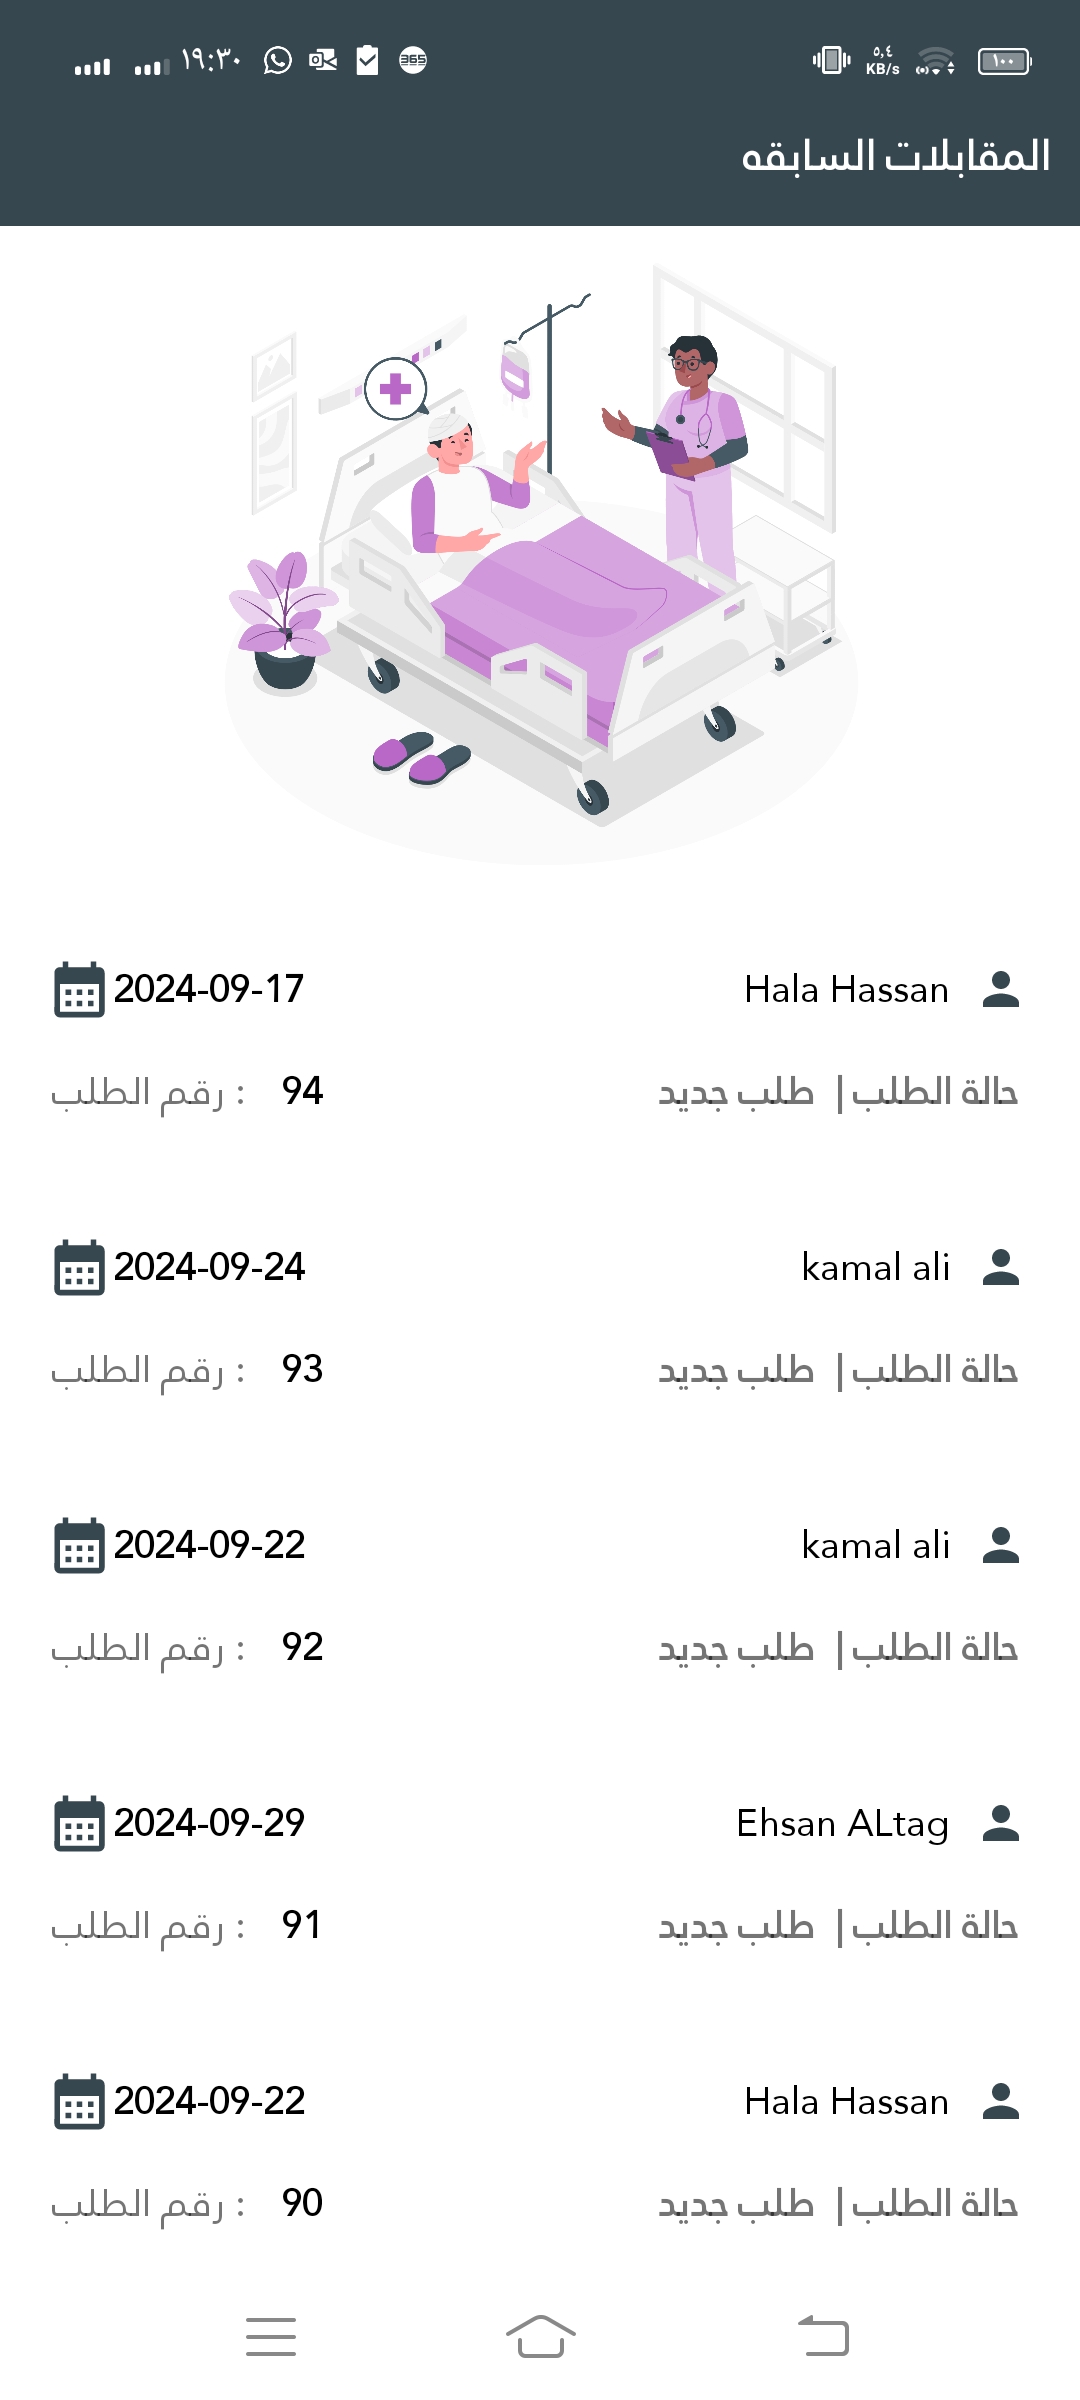 ١٩:٣٠
365
٥,٤
KB/s
١٠٠
المقابلات السابقه
Hala Hassan 2024-09-17
حالة الطلب | طلب جديد
رقم الطلب : 94
kamal ali 2024-09-24
حالة الطلب | طلب جديد
رقم الطلب : 93
kamal ali 2024-09-22
حالة الطلب | طلب جديد
رقم الطلب : 92
Ehsan ALtag 2024-09-29
حالة الطلب | طلب جديد
رقم الطلب : 91
Hala Hassan 2024-09-22
حالة الطلب | طلب جديد
رقم الطلب : 90